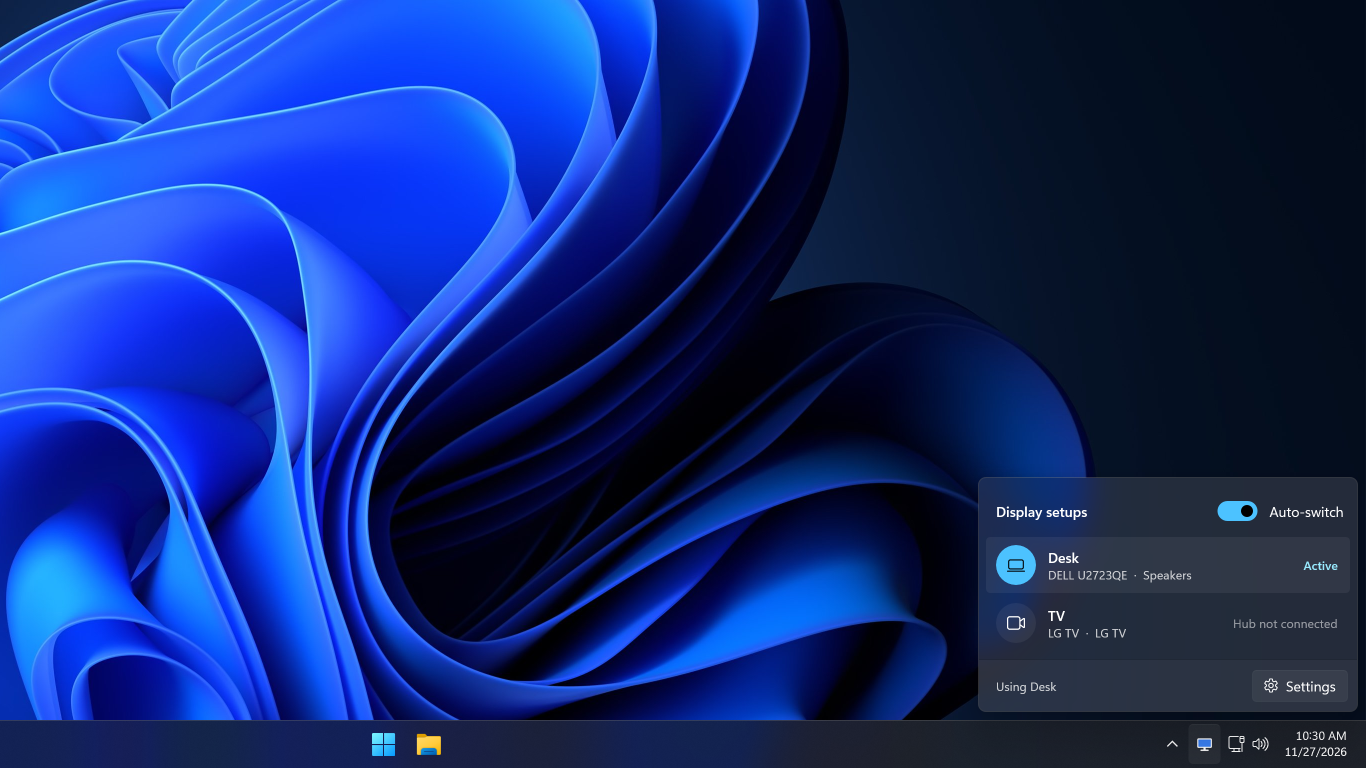 Display setups
Auto-switch
Desk
DELL U2723QE · Speakers
Active
TV
LG TV · LG TV
Hub not connected
Using Desk
Settings
10:30 AM
11/27/2026